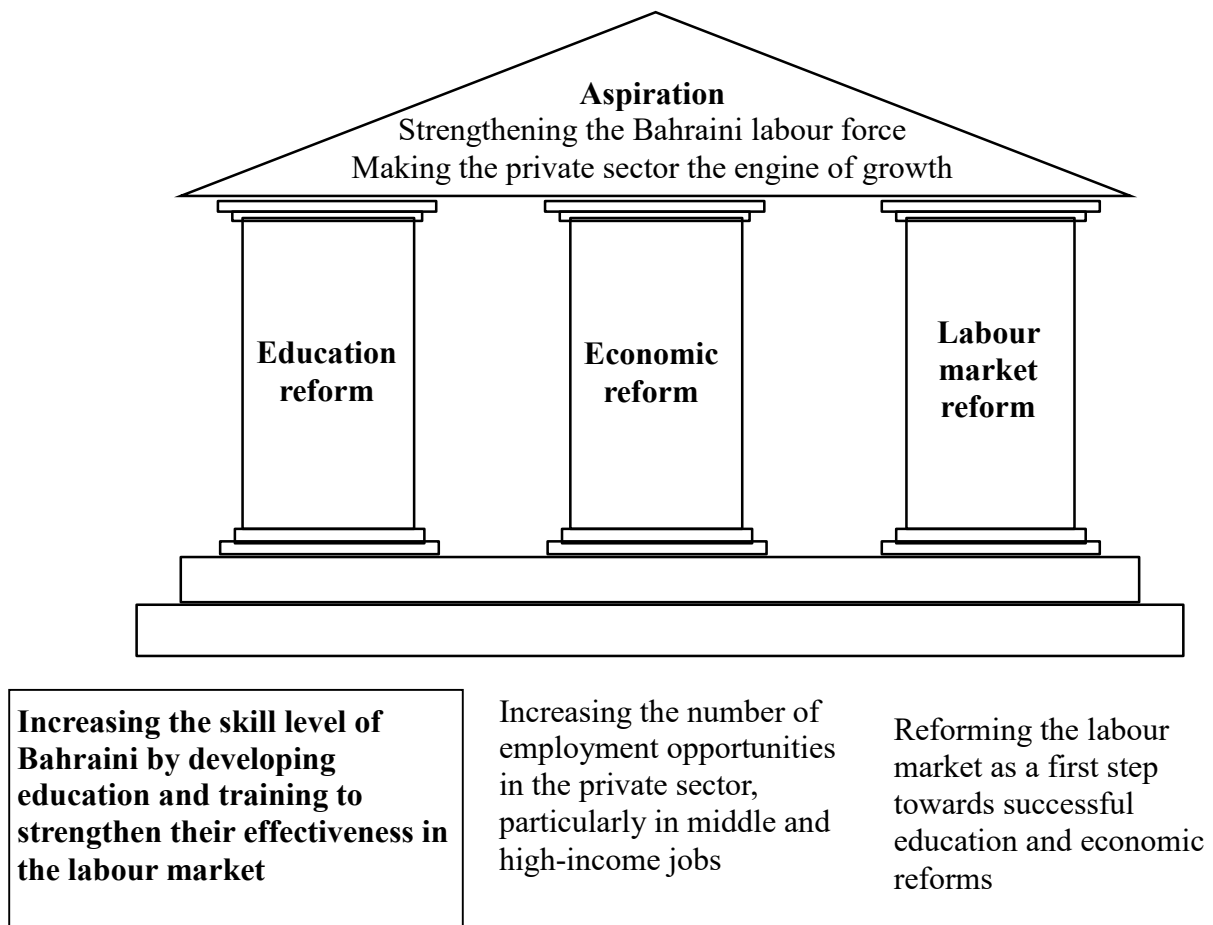 Aspiration
Strengthening the Bahraini labour force
Making the private sector the engine of growth
Education
reform
Economic
reform
Labour
market
reform
Increasing the skill level of
Bahraini by developing
education and training to
strengthen their effectiveness in
the labour market
Increasing the number of
employment opportunities
in the private sector,
particularly in middle and
high-income jobs
Reforming the labour
market as a first step
towards successful
education and economic
reforms